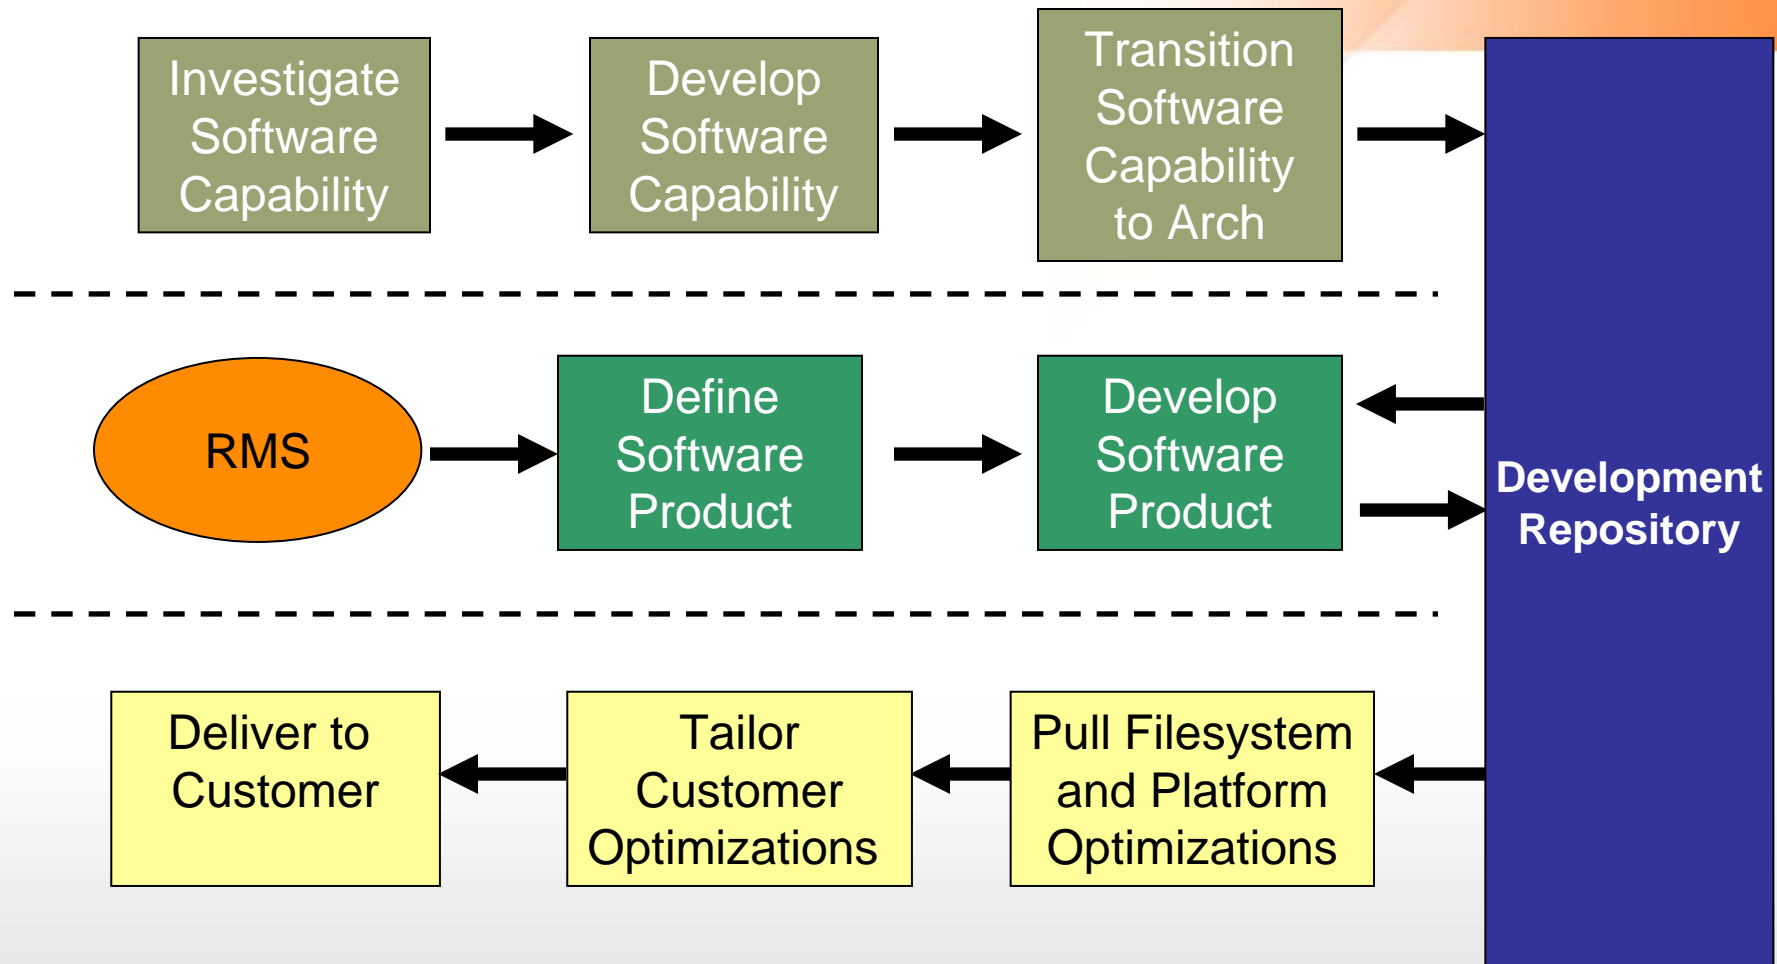 Investigate
Software
Capability
Develop
Software
Capability
Transition
Software
Capability
to Arch
RMS
Define
Software
Product
Develop
Software
Product
Development
Repository
Deliver to
Customer
Tailor
Customer
Optimizations
Pull Filesystem
and Platform
Optimizations